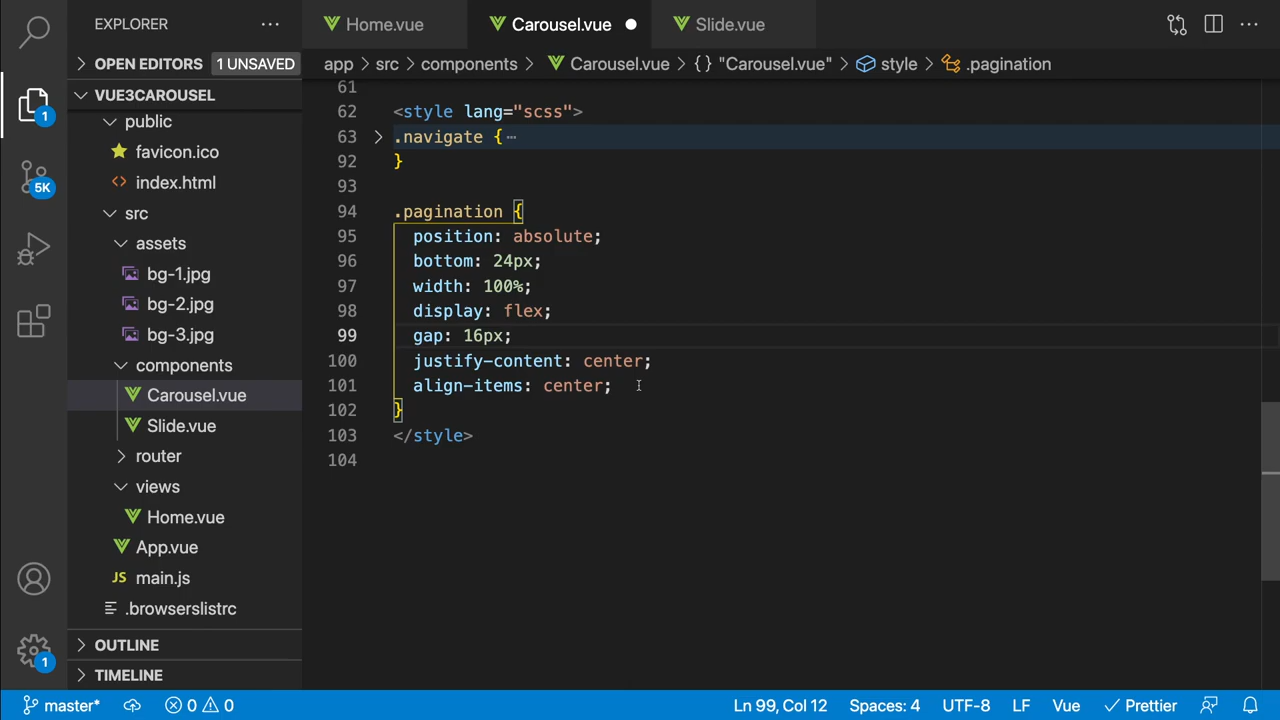 EXPLORER
Home.vue
Carousel.vue
Slide.vue
OPEN EDITORS 1 UNSAVED
app > src > components > Carousel.vue > {} "Carousel.vue" > style > .pagination
VUE3CAROUSEL
1
public
favicon.ico
index.html
5K
src
assets
bg-1.jpg
bg-2.jpg
bg-3.jpg
components
Carousel.vue
Slide.vue
router
views
Home.vue
App.vue
JS main.js
.browserslistrc
OUTLINE
1
TIMELINE
61
62 <style lang="scss">
63 .navigate {⋯
92 }
93
94 .pagination {
95 position: absolute;
96 bottom: 24px;
97 width: 100%;
98 display: flex;
99 gap: 16px;
100 justify-content: center;
101 align-items: center;
102 }
103 </style>
104
master* 0 0 Ln 99, Col 12 Spaces: 4 UTF-8 LF Vue Prettier